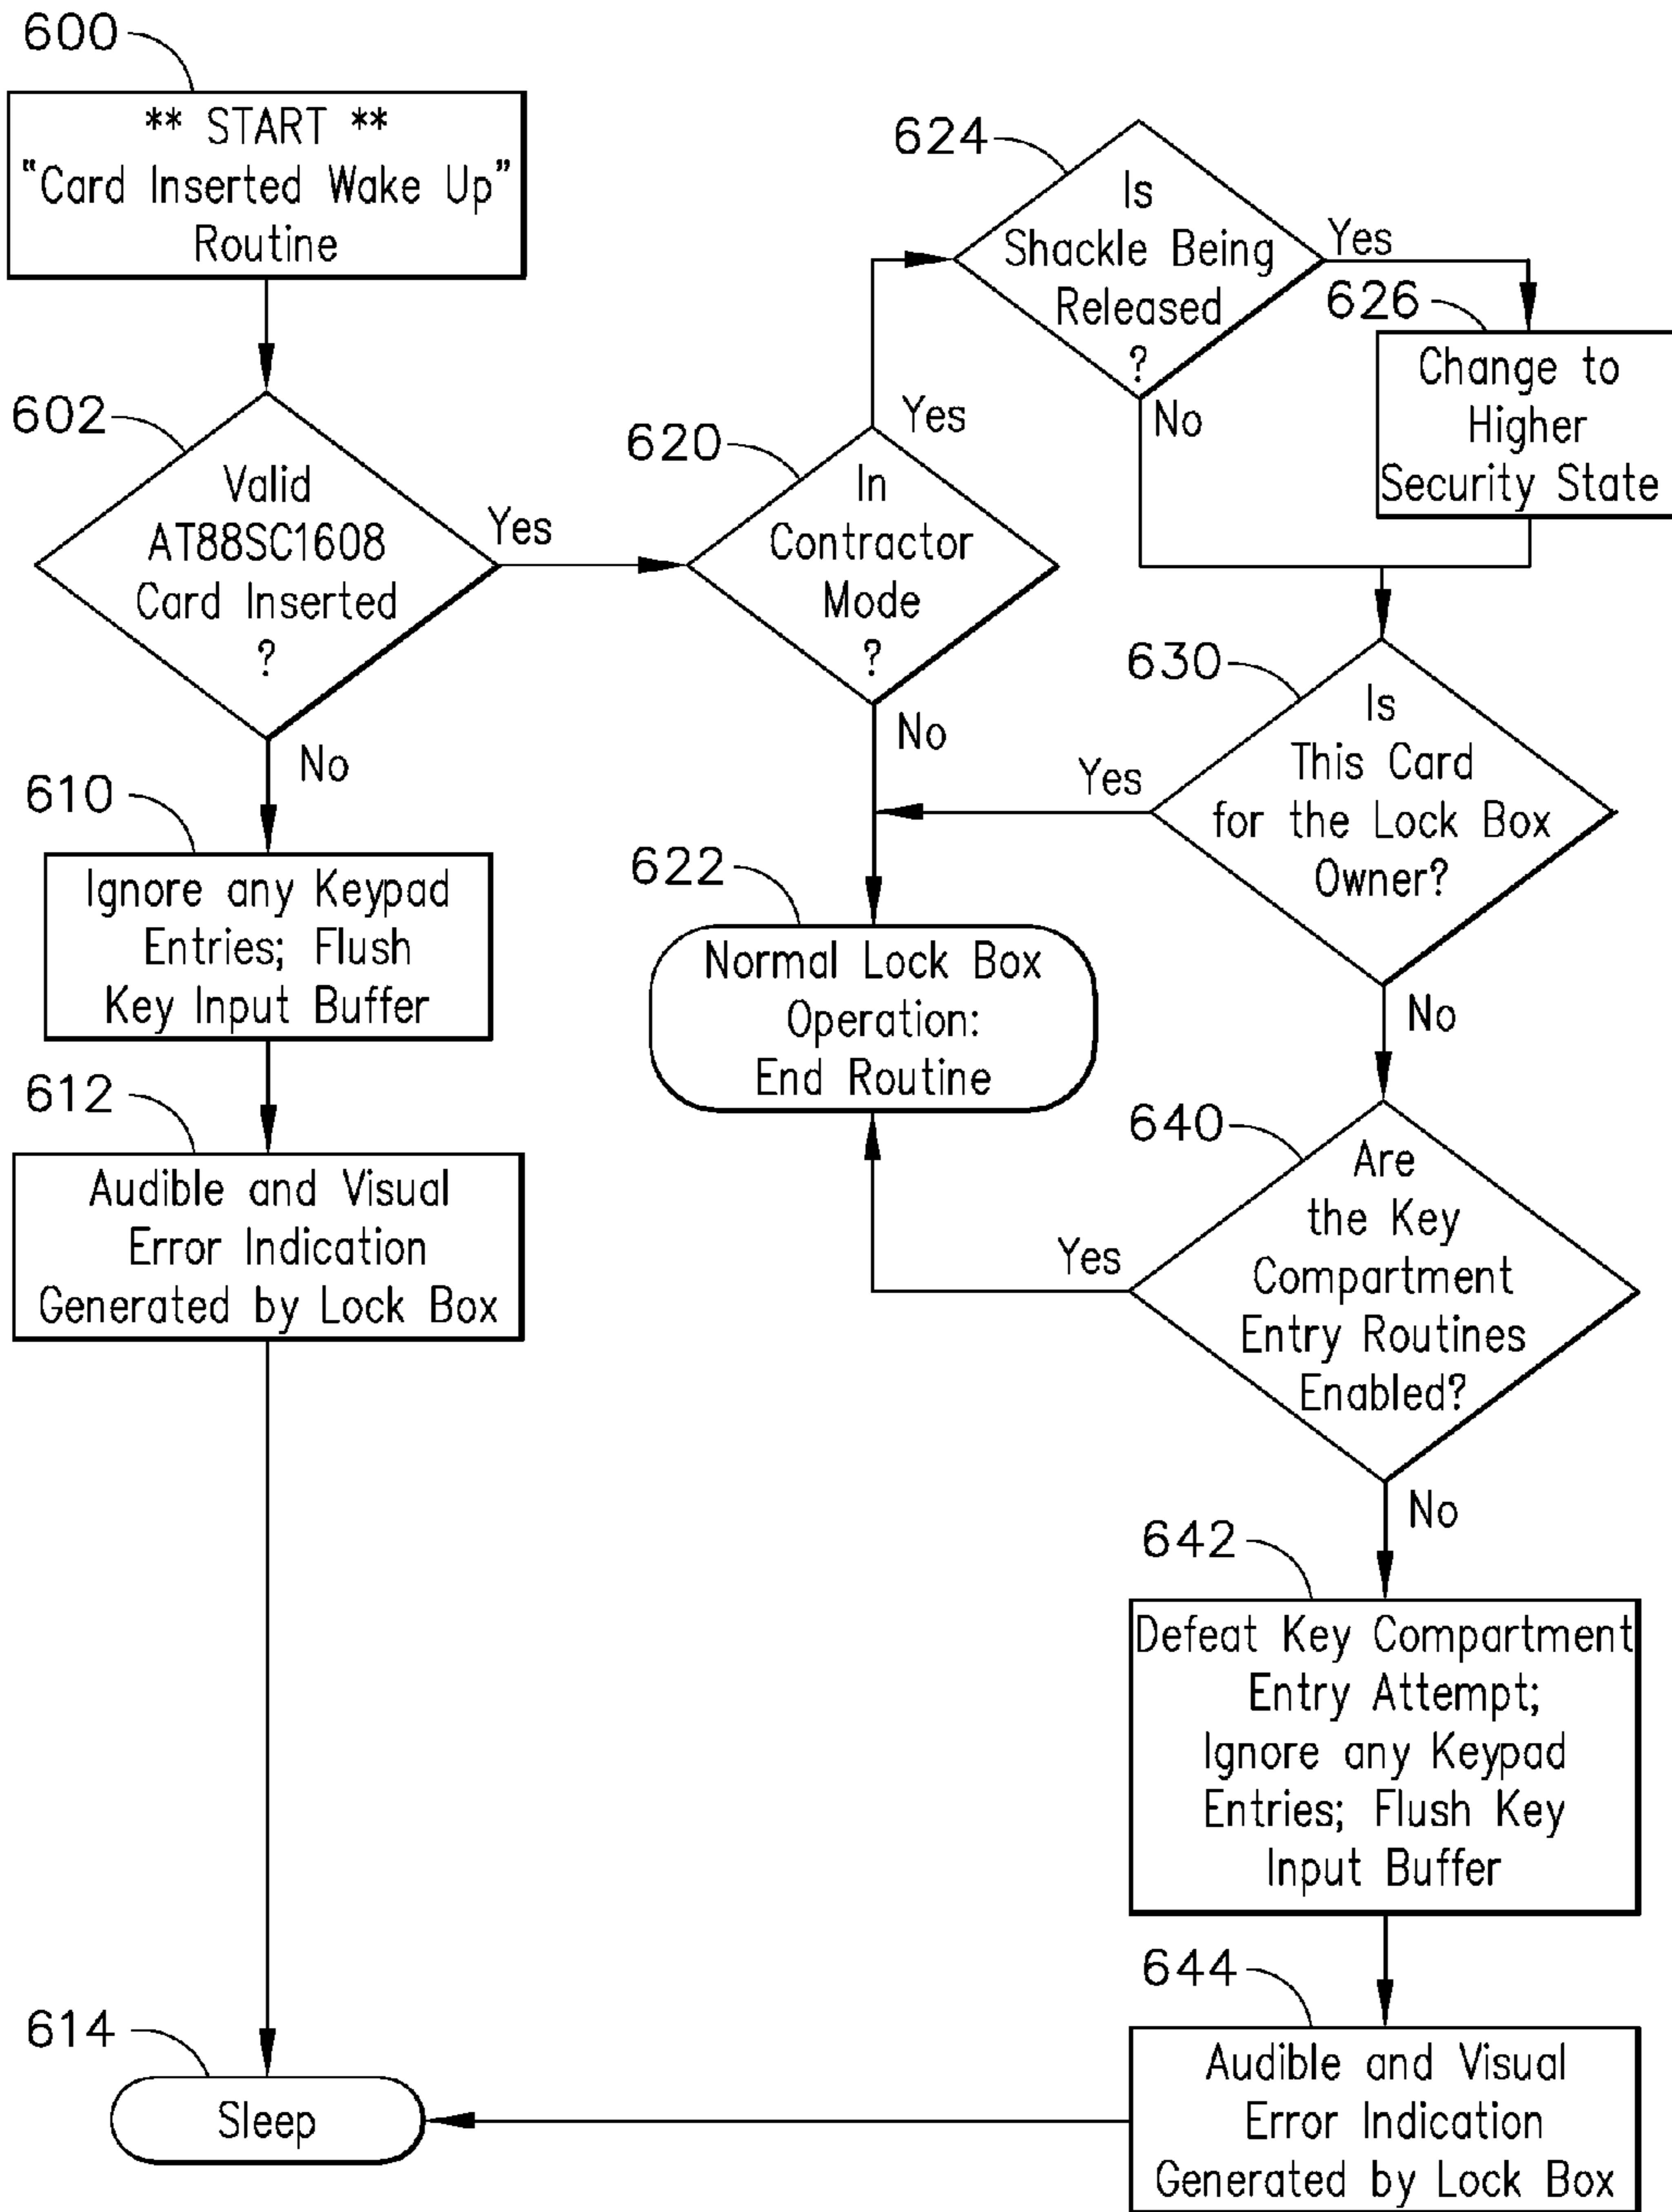 600
** START **
"Card Inserted Wake Up"
Routine
602
Valid
AT88SC1608
Card Inserted
?
Yes
No
610
Ignore any Keypad
Entries; Flush
Key Input Buffer
612
Audible and Visual
Error Indication
Generated by Lock Box
614
Sleep
620
In
Contractor
Mode
?
Yes
No
622
Normal Lock Box
Operation:
End Routine
624
Is
Shackle Being
Released
?
Yes
No
626
Change to
Higher
Security State
630
Is
This Card
for the Lock Box
Owner?
Yes
No
640
Are
the Key
Compartment
Entry Routines
Enabled?
Yes
No
642
Defeat Key Compartment
Entry Attempt;
Ignore any Keypad
Entries; Flush Key
Input Buffer
644
Audible and Visual
Error Indication
Generated by Lock Box